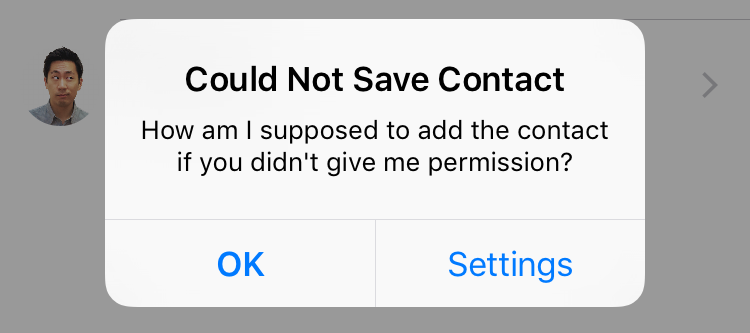 Could Not Save Contact
How am I supposed to add the contact
if you didn't give me permission?
OK
Settings